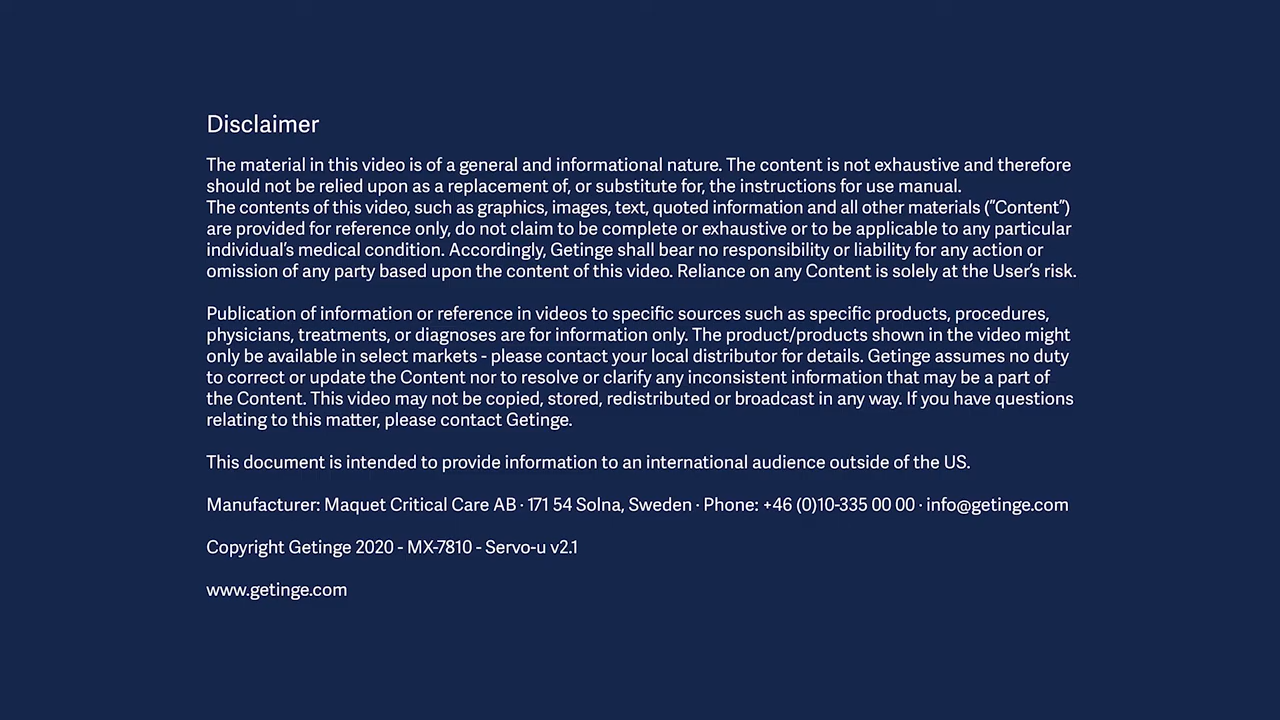 Disclaimer
The material in this video is of a general and informational nature. The content is not exhaustive and therefore
should not be relied upon as a replacement of, or substitute for, the instructions for use manual.
The contents of this video, such as graphics, images, text, quoted information and all other materials (”Content”)
are provided for reference only, do not claim to be complete or exhaustive or to be applicable to any particular
individual’s medical condition. Accordingly, Getinge shall bear no responsibility or liability for any action or
omission of any party based upon the content of this video. Reliance on any Content is solely at the User’s risk.
Publication of information or reference in videos to specific sources such as specific products, procedures,
physicians, treatments, or diagnoses are for information only. The product/products shown in the video might
only be available in select markets - please contact your local distributor for details. Getinge assumes no duty
to correct or update the Content nor to resolve or clarify any inconsistent information that may be a part of
the Content. This video may not be copied, stored, redistributed or broadcast in any way. If you have questions
relating to this matter, please contact Getinge.
This document is intended to provide information to an international audience outside of the US.
Manufacturer: Maquet Critical Care AB · 171 54 Solna, Sweden · Phone: +46 (0)10-335 00 00 · info@getinge.com
Copyright Getinge 2020 - MX-7810 - Servo-u v2.1
www.getinge.com